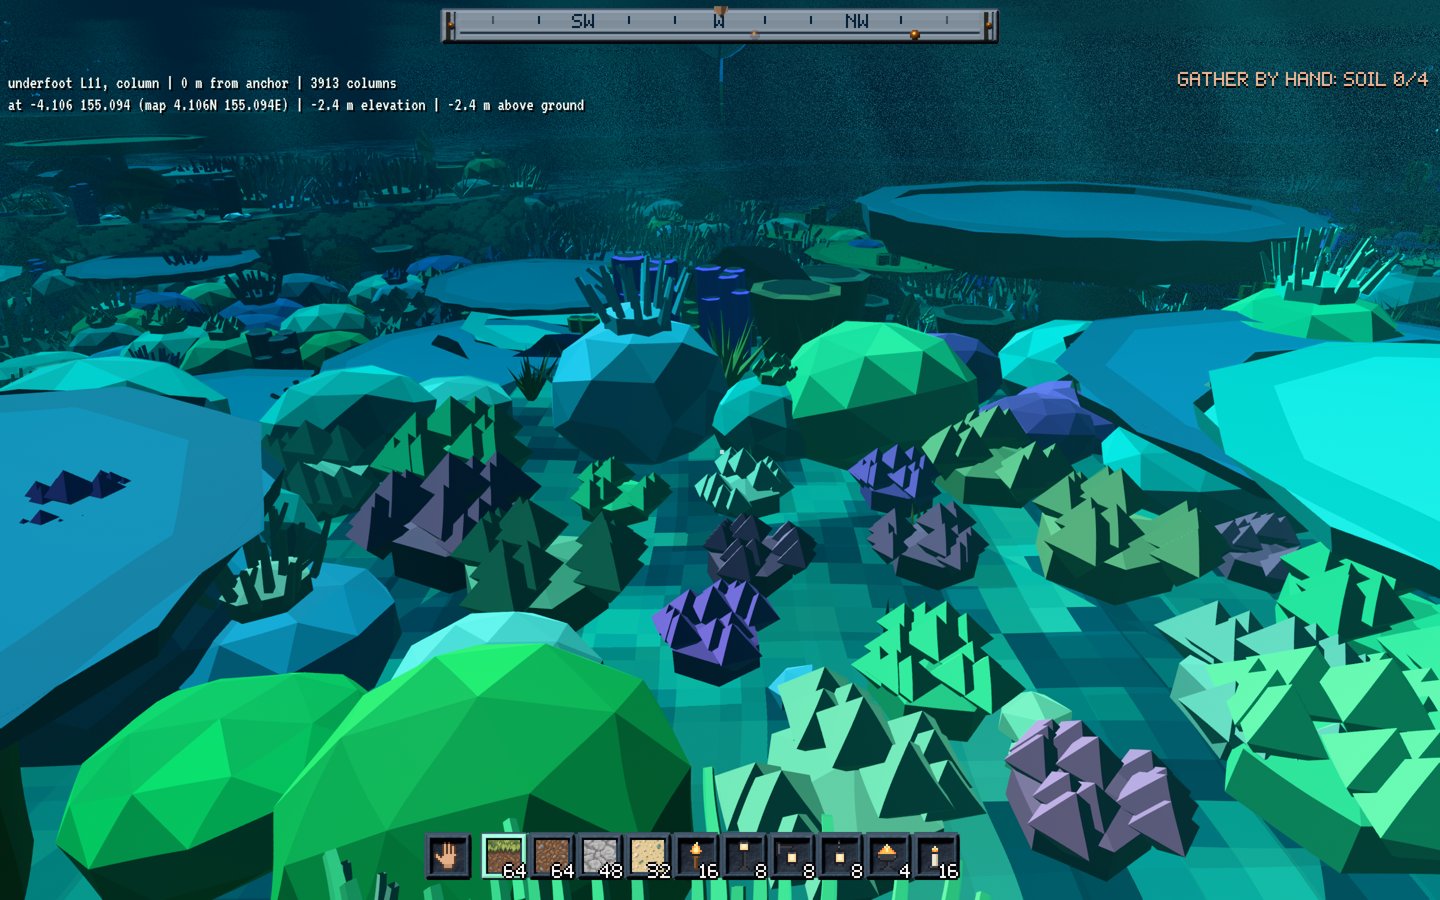 SW W NW
underfoot L11, column | 0 m from anchor | 3913 columns
at -4.106 155.094 (map 4.106N 155.094E) | -2.4 m elevation | -2.4 m above ground
GATHER BY HAND: SOIL 0/4
64 64 48 32 16 8 8 8 4 16